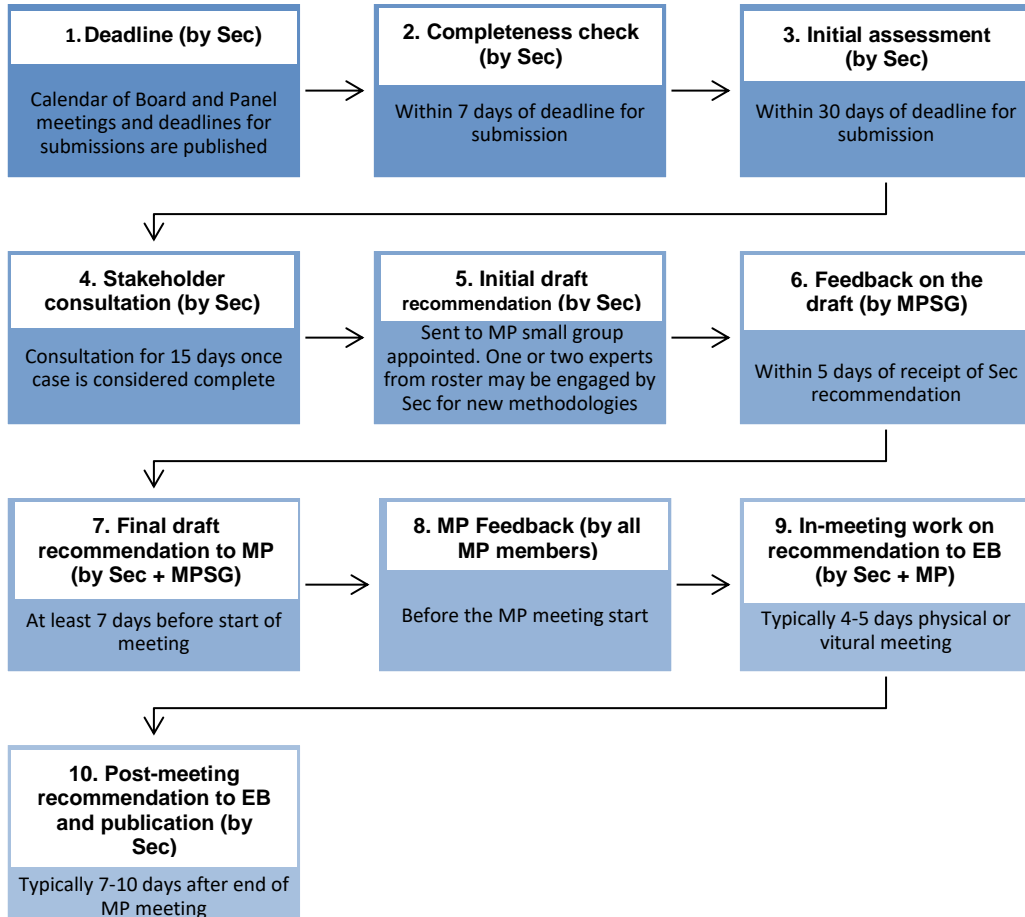 1. Deadline (by Sec)
Calendar of Board and Panel
meetings and deadlines for
submissions are published
2. Completeness check
(by Sec)
Within 7 days of deadline for
submission
3. Initial assessment
(by Sec)
Within 30 days of deadline for
submission
4. Stakeholder
consultation (by Sec)
Consultation for 15 days once
case is considered complete
5. Initial draft
recommendation (by Sec)
Sent to MP small group
appointed. One or two experts
from roster may be engaged by
Sec for new methodologies
6. Feedback on the
draft (by MPSG)
Within 5 days of receipt of Sec
recommendation
7. Final draft
recommendation to MP
(by Sec + MPSG)
At least 7 days before start of
meeting
8. MP Feedback (by all
MP members)
Before the MP meeting start
9. In-meeting work on
recommendation to EB
(by Sec + MP)
Typically 4-5 days physical or
vitural meeting
10. Post-meeting
recommendation to EB
and publication (by
Sec)
Typically 7-10 days after end of
MP meeting